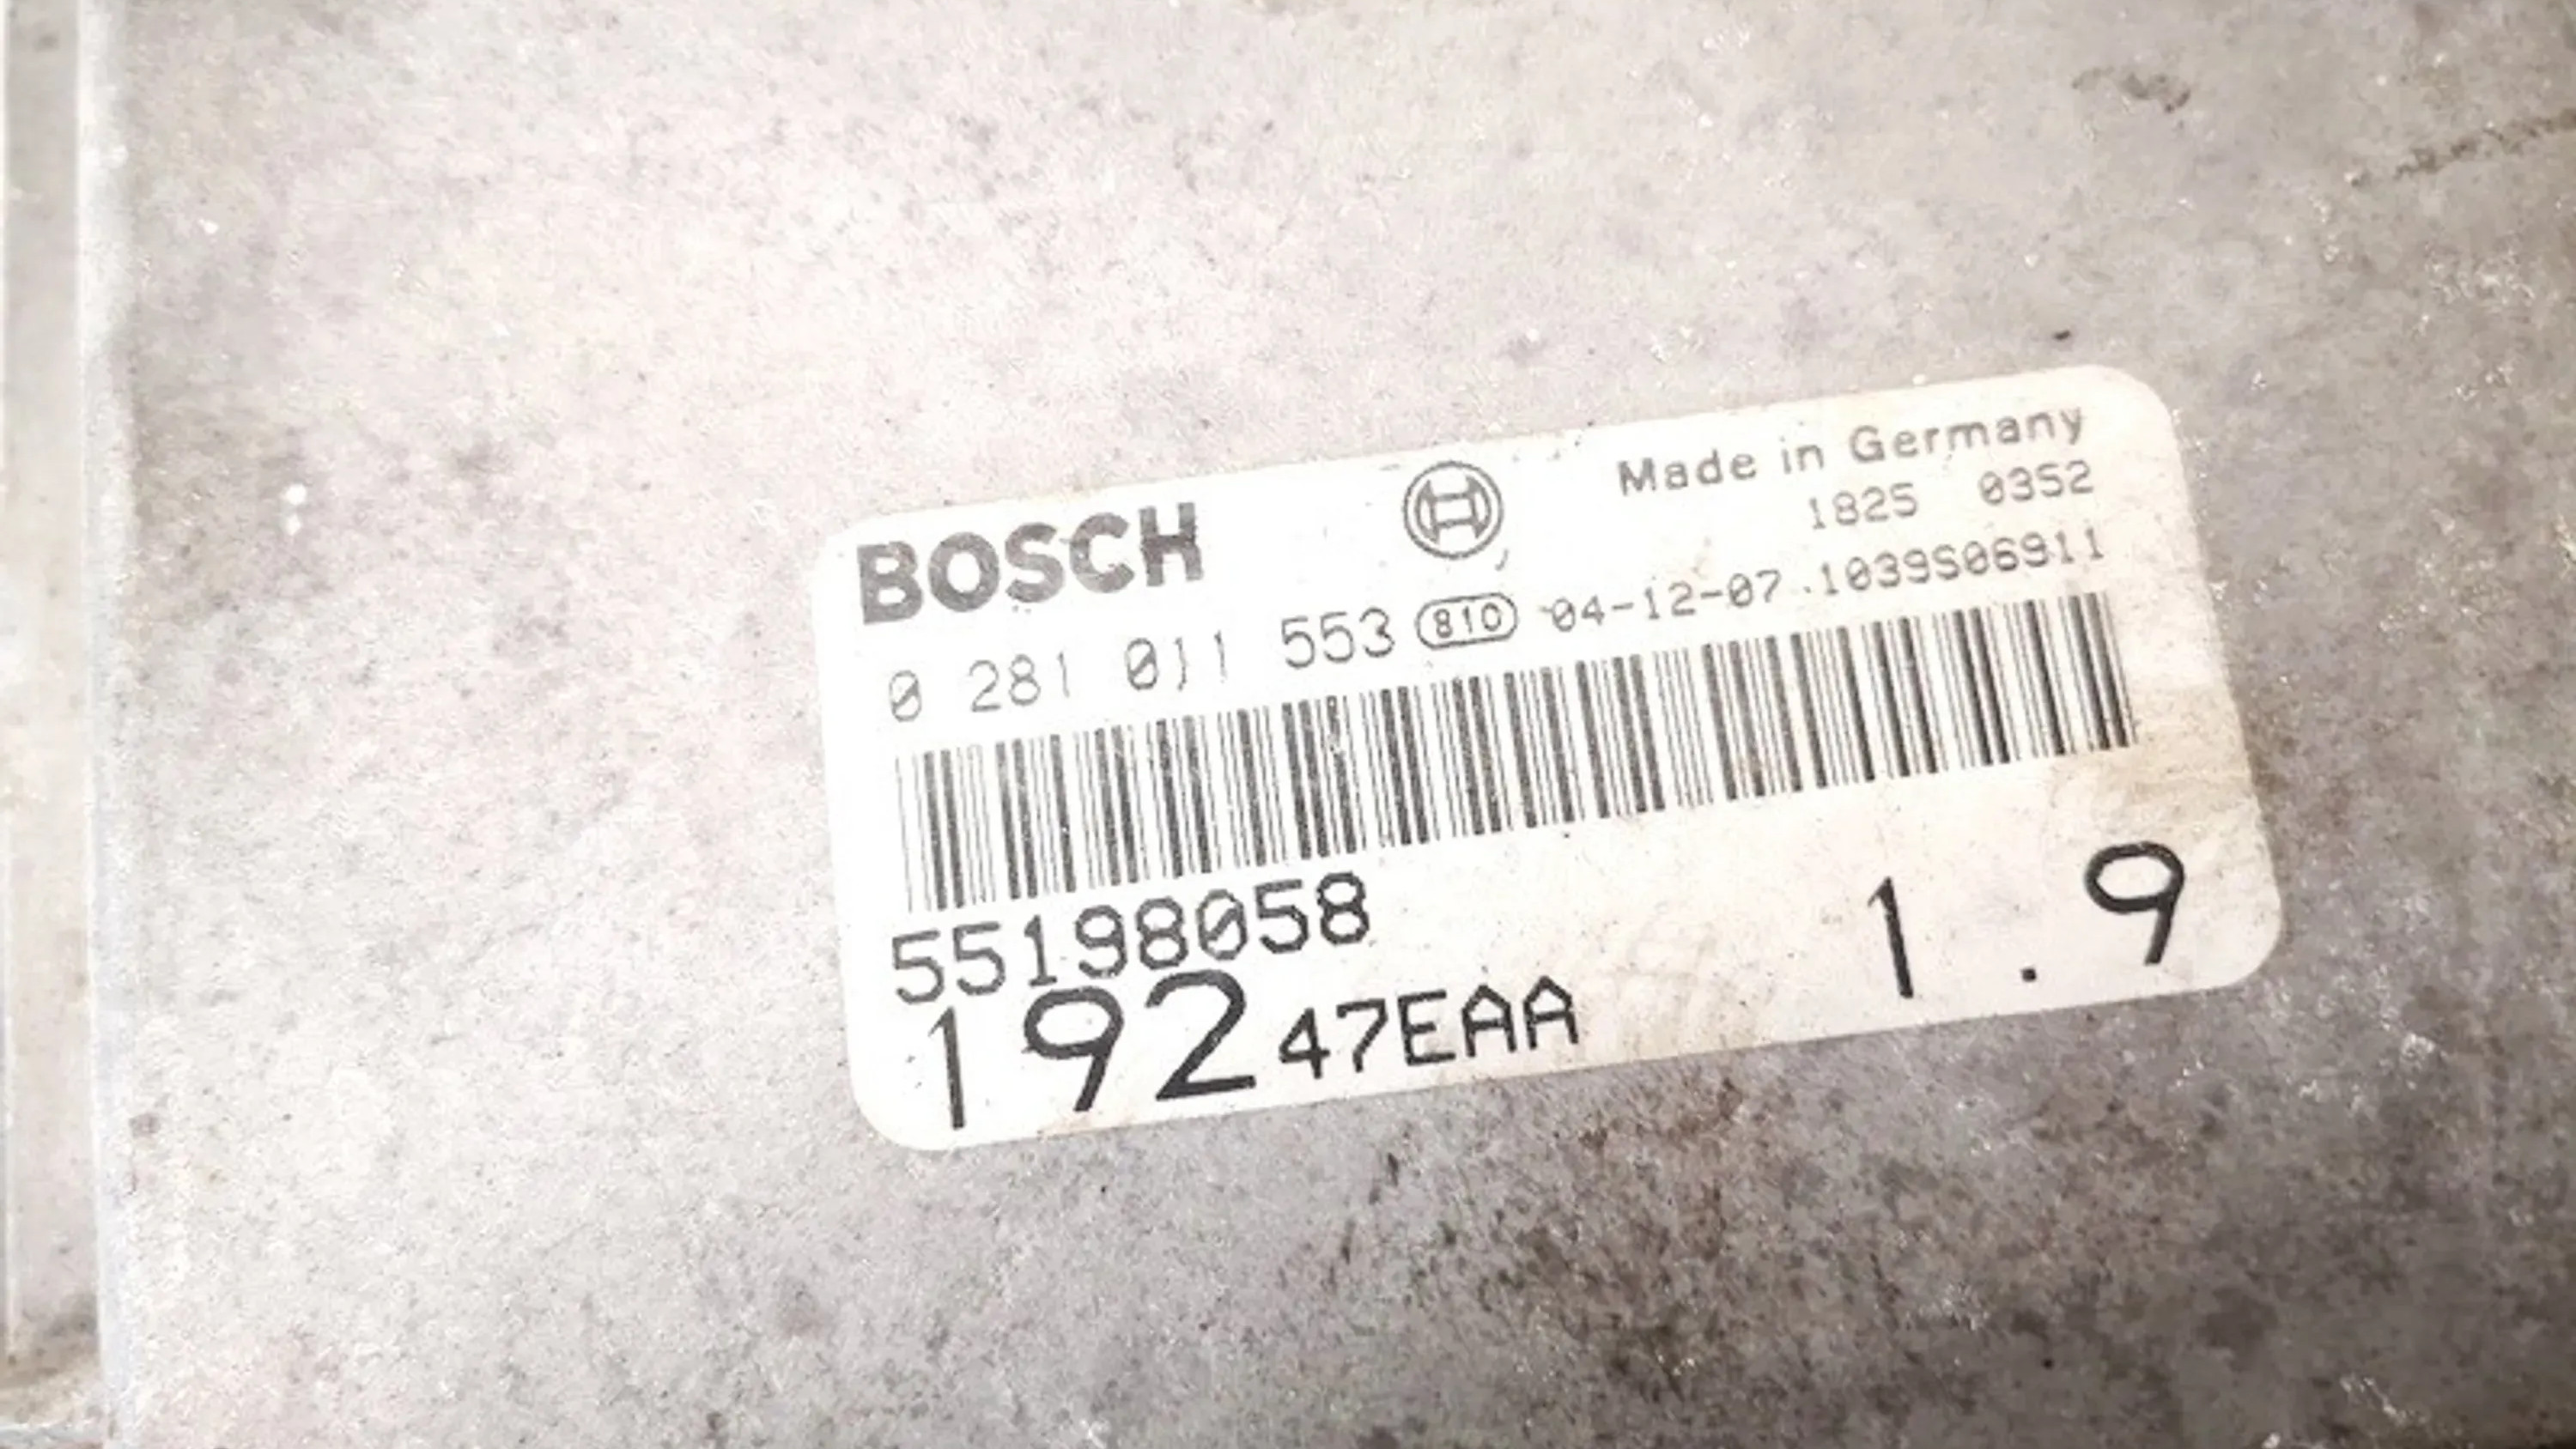 BOSCH
Made in Germany
1825 0352
0 281 011 553 810 04-12-07 1039S06911
55198058
192 47EAA 1.9